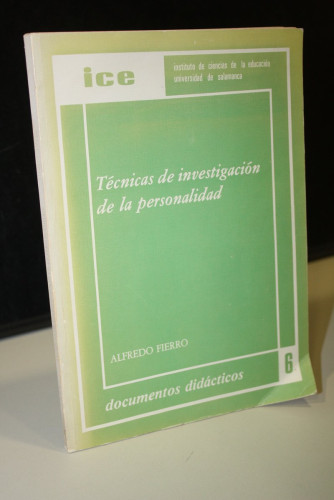 ice
instituto de ciencias de la educación
universidad de salamanca
Técnicas de investigación
de la personalidad
ALFREDO FIERRO
documentos didácticos
6